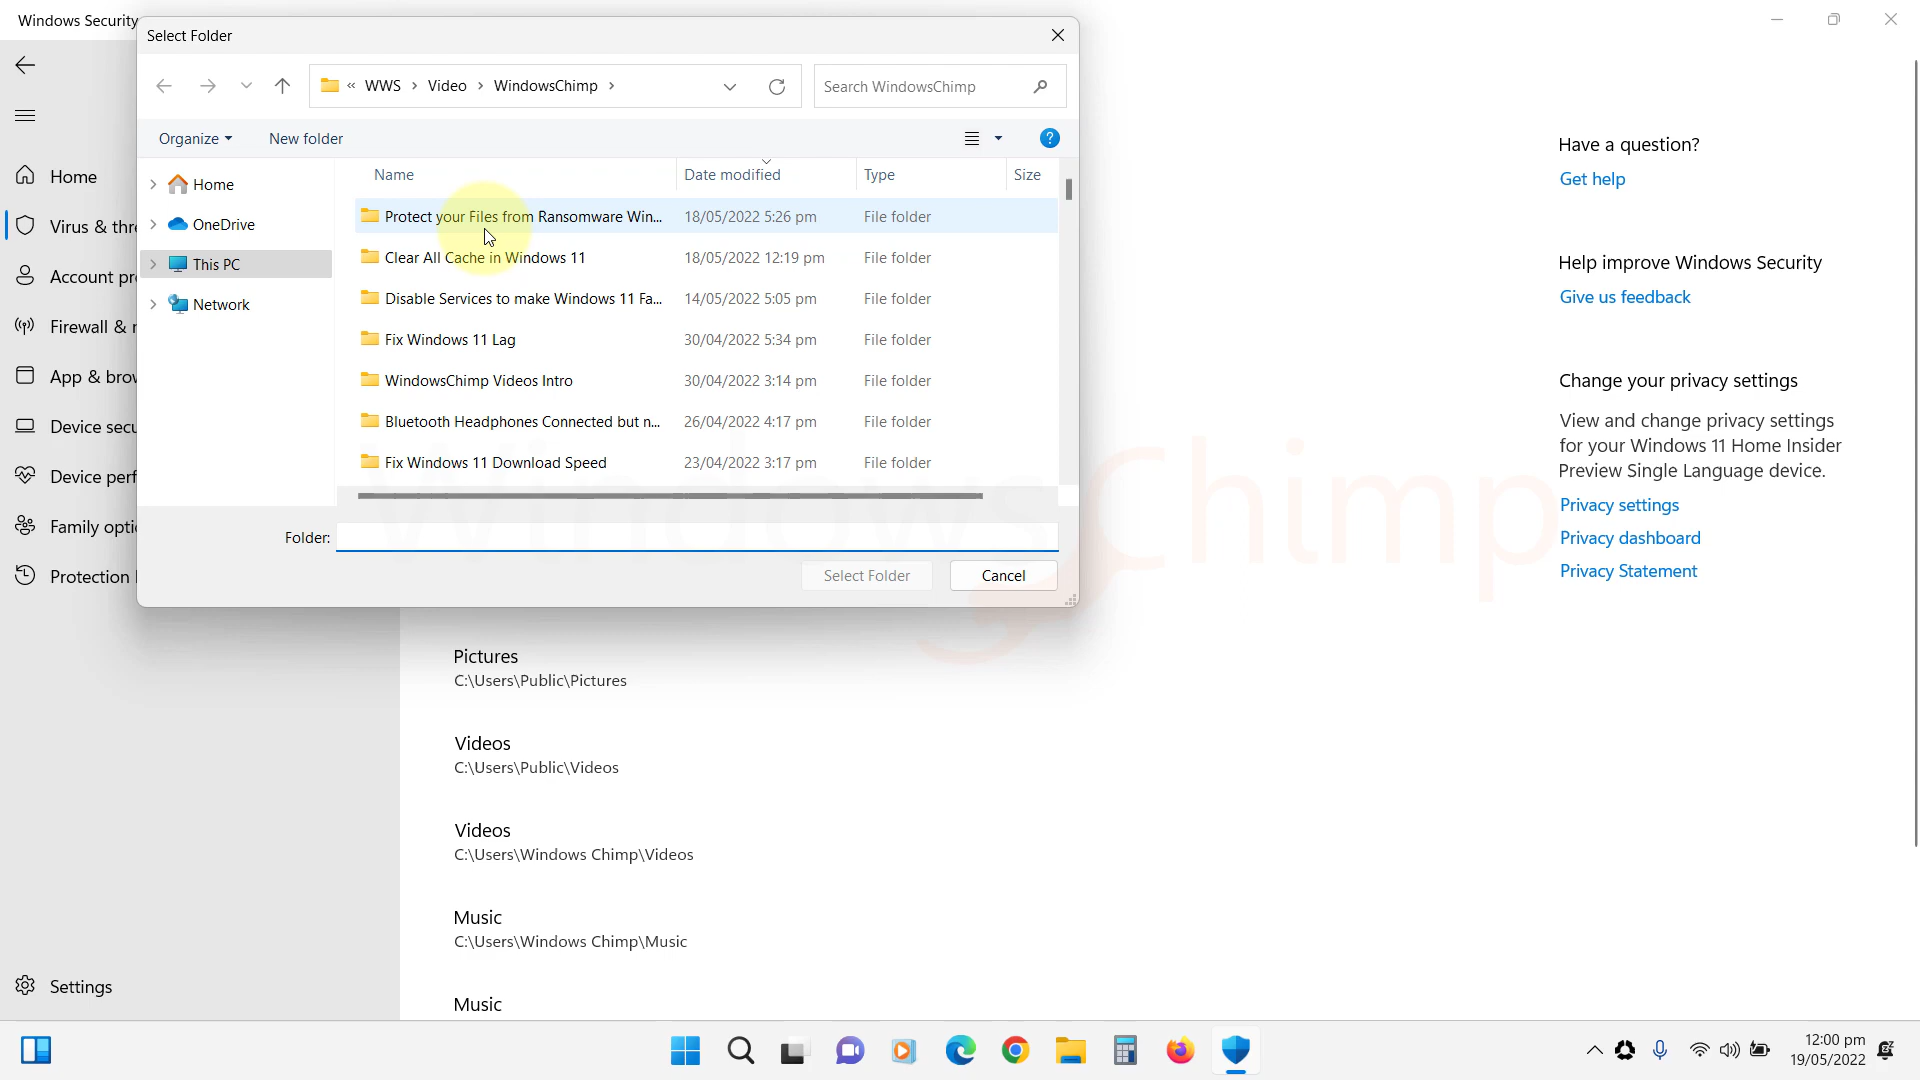 Windows Security
Select Folder
« WWS > Video > WindowsChimp >
Search WindowsChimp
Organize
New folder
Home
OneDrive
This PC
Network
Name
Date modified
Type
Size
Protect your Files from Ransomware Win... 18/05/2022 5:26 pm File folder
Clear All Cache in Windows 11 18/05/2022 12:19 pm File folder
Disable Services to make Windows 11 Fa... 14/05/2022 5:05 pm File folder
Fix Windows 11 Lag 30/04/2022 5:34 pm File folder
WindowsChimp Videos Intro 30/04/2022 3:14 pm File folder
Bluetooth Headphones Connected but n... 26/04/2022 4:17 pm File folder
Fix Windows 11 Download Speed 23/04/2022 3:17 pm File folder
Folder:
Select Folder
Cancel
Home
Virus & thre
Account pr
Firewall & n
App & brow
Device secu
Device perf
Family optio
Protection h
Settings
Pictures
C:\Users\Public\Pictures
Videos
C:\Users\Public\Videos
Videos
C:\Users\Windows Chimp\Videos
Music
C:\Users\Windows Chimp\Music
Music
Have a question?
Get help
Help improve Windows Security
Give us feedback
Change your privacy settings
View and change privacy settings
for your Windows 11 Home Insider
Preview Single Language device.
Privacy settings
Privacy dashboard
Privacy Statement
WindowsChimp
12:00 pm
19/05/2022